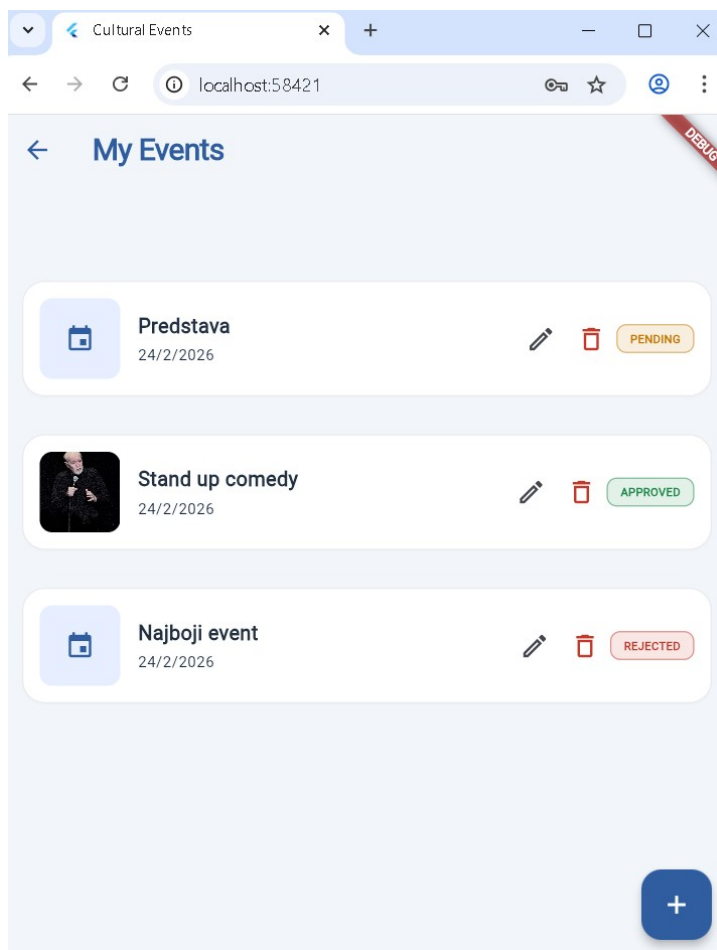 Cultural Events
localhost:58421
My Events
DEBUG
Predstava
24/2/2026
PENDING
Stand up comedy
24/2/2026
APPROVED
Najboji event
24/2/2026
REJECTED